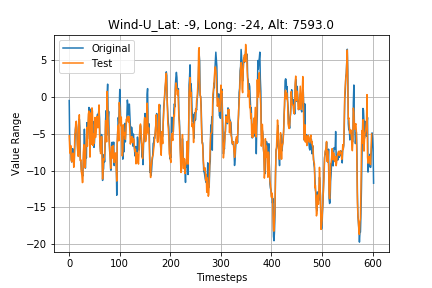 Wind-U_Lat: -9, Long: -24, Alt: 7593.0
Original
Test
Value Range
5
0
−5
−10
−15
−20
0
100
200
300
400
500
600
Timesteps